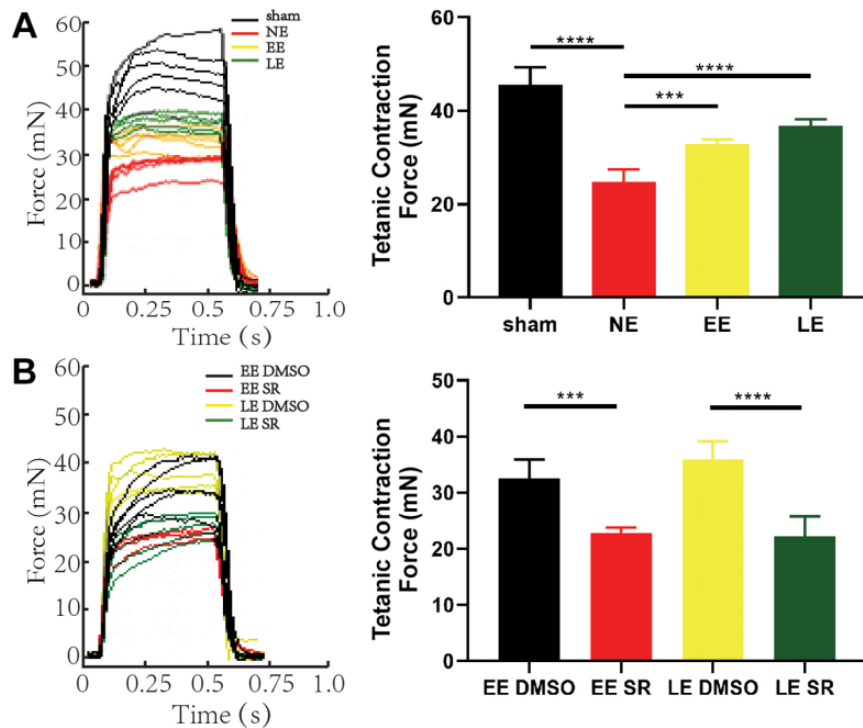 A
60
50
40
30
20
10
0
Force (mN)
0
0.25
0.5
1.0
Time (s)
sham
NE
EE
LE
Tetanic Contraction
Force (mN)
60
40
20
0
****
****
***
sham NE EE LE
B
60
50
40
30
20
10
0
Force (mN)
0
0.25
0.5
1.0
Time (s)
EE DMSO
EE SR
LE DMSO
LE SR
Tetanic Contraction
Force (mN)
50
40
30
20
10
0
***
****
EE DMSO EE SR LE DMSO LE SR